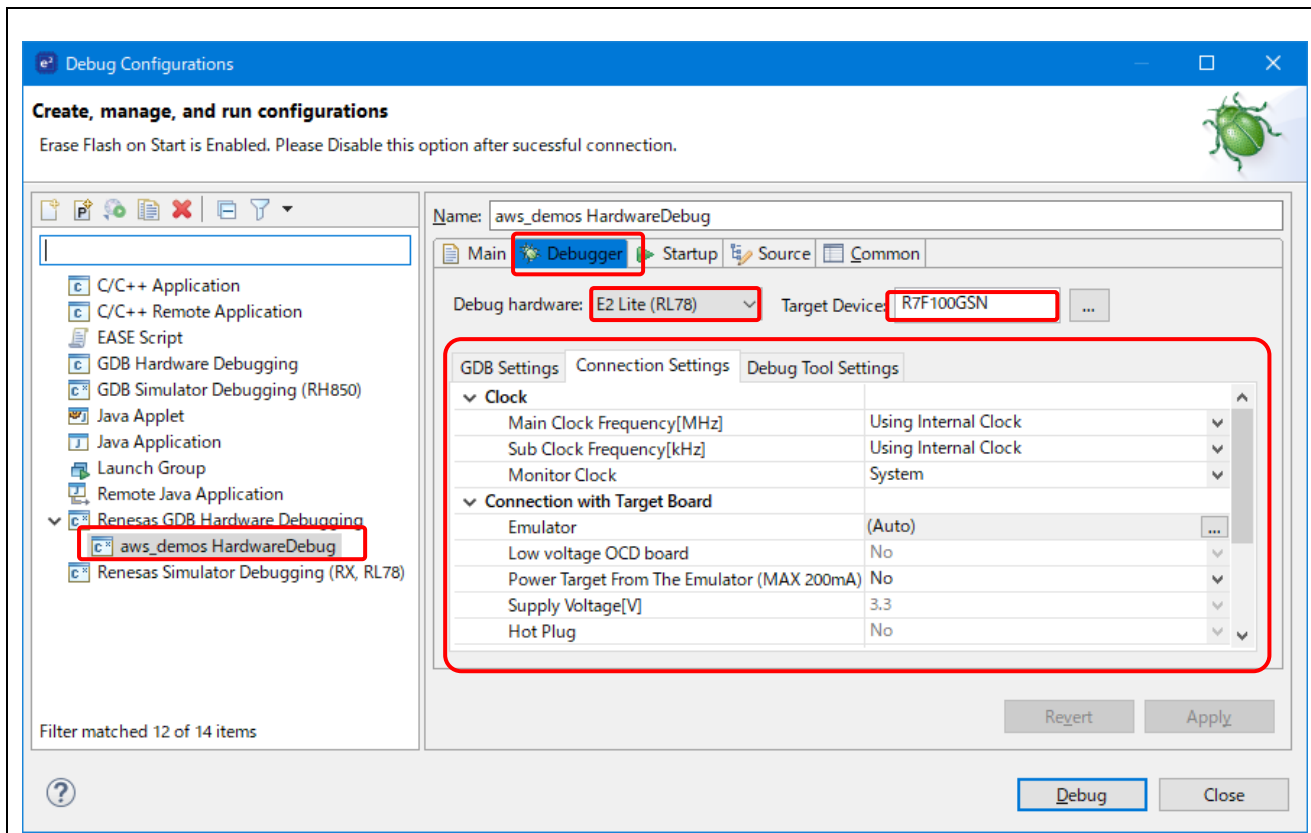 e² Debug Configurations
Create, manage, and run configurations
Erase Flash on Start is Enabled. Please Disable this option after sucessful connection.
Name: aws_demos HardwareDebug
Main Debugger Startup Source Common
Debug hardware: E2 Lite (RL78) Target Device: R7F100GSN ...
C/C++ Application
C/C++ Remote Application
EASE Script
GDB Hardware Debugging
GDB Simulator Debugging (RH850)
Java Applet
Java Application
Launch Group
Remote Java Application
Renesas GDB Hardware Debugging
aws_demos HardwareDebug
Renesas Simulator Debugging (RX, RL78)
Filter matched 12 of 14 items
GDB Settings Connection Settings Debug Tool Settings
Clock
Main Clock Frequency[MHz] Using Internal Clock
Sub Clock Frequency[kHz] Using Internal Clock
Monitor Clock System
Connection with Target Board
Emulator (Auto) ...
Low voltage OCD board No
Power Target From The Emulator (MAX 200mA) No
Supply Voltage[V] 3.3
Hot Plug No
Revert Apply
? Debug Close